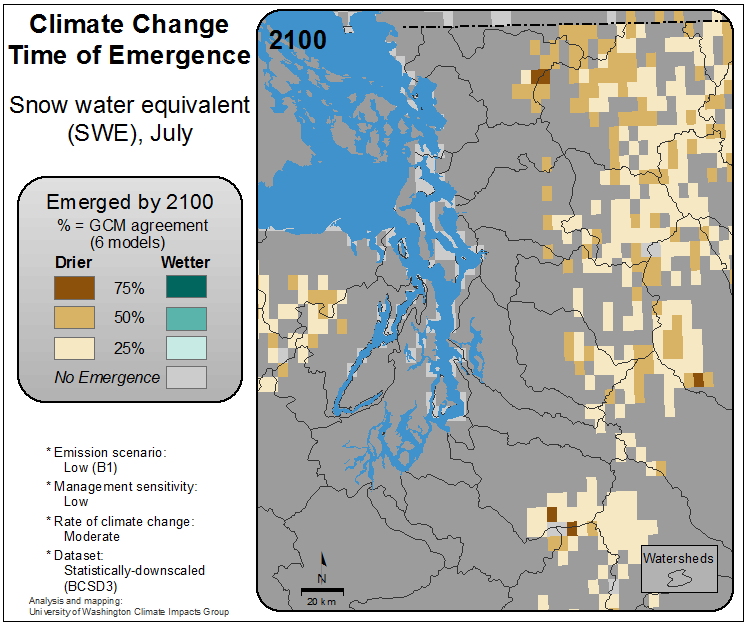 Climate Change
Time of Emergence
Snow water equivalent
(SWE), July
Emerged by 2100
% = GCM agreement
(6 models)
Drier Wetter
75%
50%
25%
No Emergence
* Emission scenario:
Low (B1)
* Management sensitivity:
Low
* Rate of climate change:
Moderate
* Dataset:
Statistically-downscaled
(BCSD3)
Analysis and mapping:
University of Washington Climate Impacts Group
2100
N
20 km
Watersheds